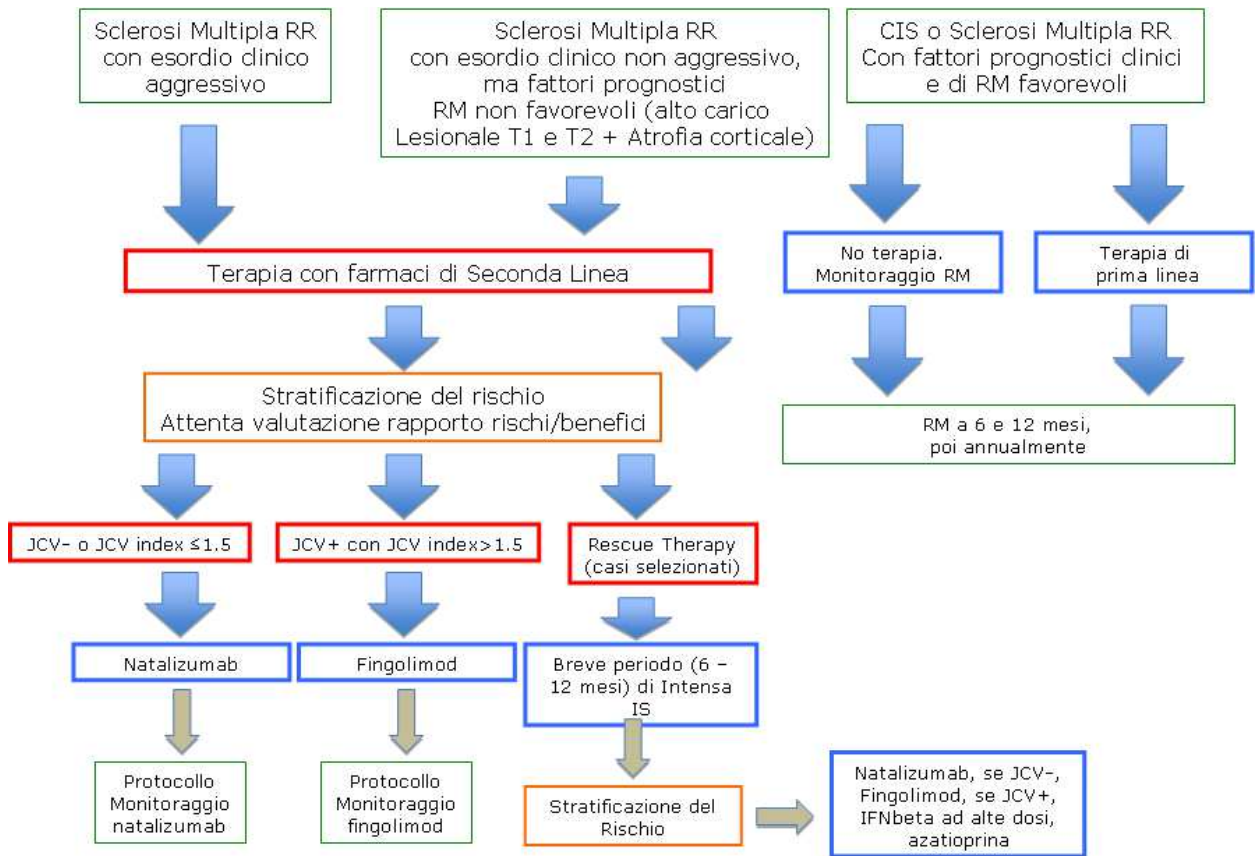 Sclerosi Multipla RR
con esordio clinico
aggressivo
Sclerosi Multipla RR
con esordio clinico non aggressivo,
ma fattori prognostici
RM non favorevoli (alto carico
Lesionale T1 e T2 + Atrofia corticale)
CIS o Sclerosi Multipla RR
Con fattori prognostici clinici
e di RM favorevoli
Terapia con farmaci di Seconda Linea
No terapia.
Monitoraggio RM
Terapia di
prima linea
Stratificazione del rischio
Attenta valutazione rapporto rischi/benefici
RM a 6 e 12 mesi,
poi annualmente
JCV- o JCV index ≤1.5
JCV+ con JCV index>1.5
Rescue Therapy
(casi selezionati)
Natalizumab
Fingolimod
Breve periodo (6 –
12 mesi) di Intensa
IS
Protocollo
Monitoraggio
natalizumab
Protocollo
Monitoraggio
fingolimod
Stratificazione del
Rischio
Natalizumab, se JCV-,
Fingolimod, se JCV+,
IFNbeta ad alte dosi,
azatioprina